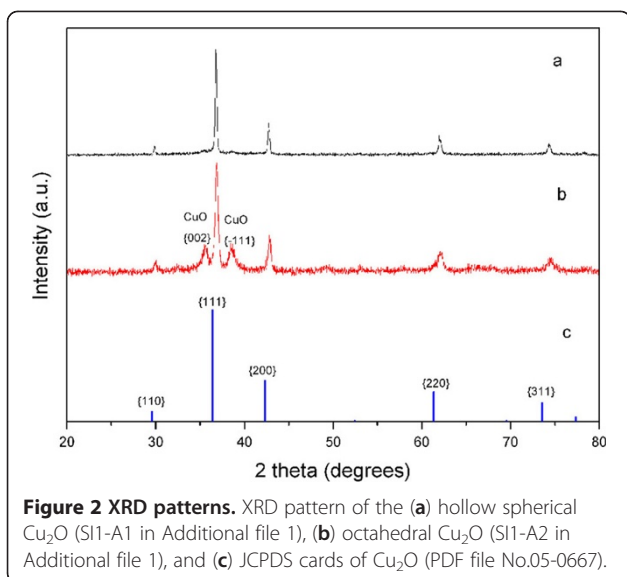 a
b
CuO CuO
{002} {-111}
{111}
c
{200}
{110}
{220}
{311}
Intensity (a.u.)
20 30 40 50 60 70 80
2 theta (degrees)
Figure 2 XRD patterns. XRD pattern of the (a) hollow spherical
Cu₂O (SI1-A1 in Additional file 1), (b) octahedral Cu₂O (SI1-A2 in
Additional file 1), and (c) JCPDS cards of Cu₂O (PDF file No.05-0667).